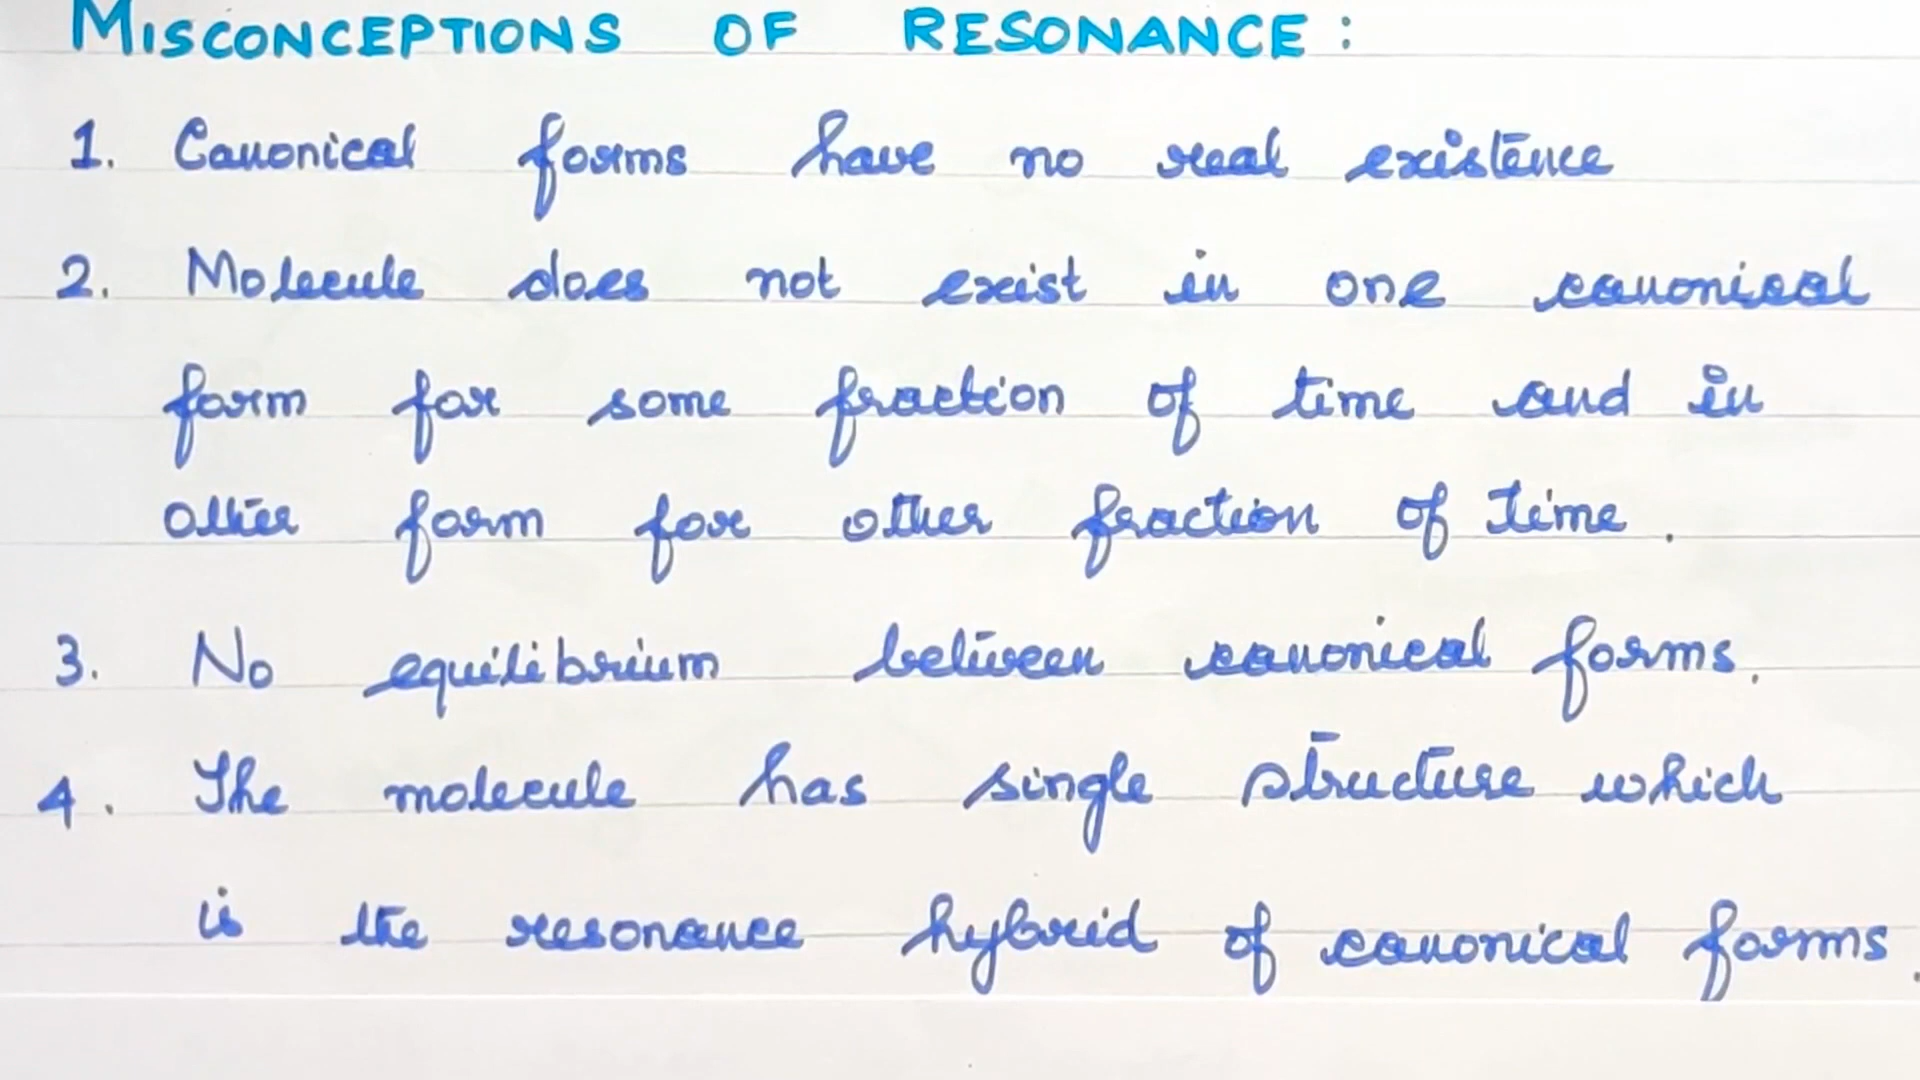 MISCONCEPTIONS OF RESONANCE:
1. Canonical forms have no real existence
2. Molecule does not exist in one canonical
form for some fraction of time and in
other form for other fraction of time.
3. No equilibrium between canonical forms.
4. The molecule has single structure which
is the resonance hybrid of canonical forms.